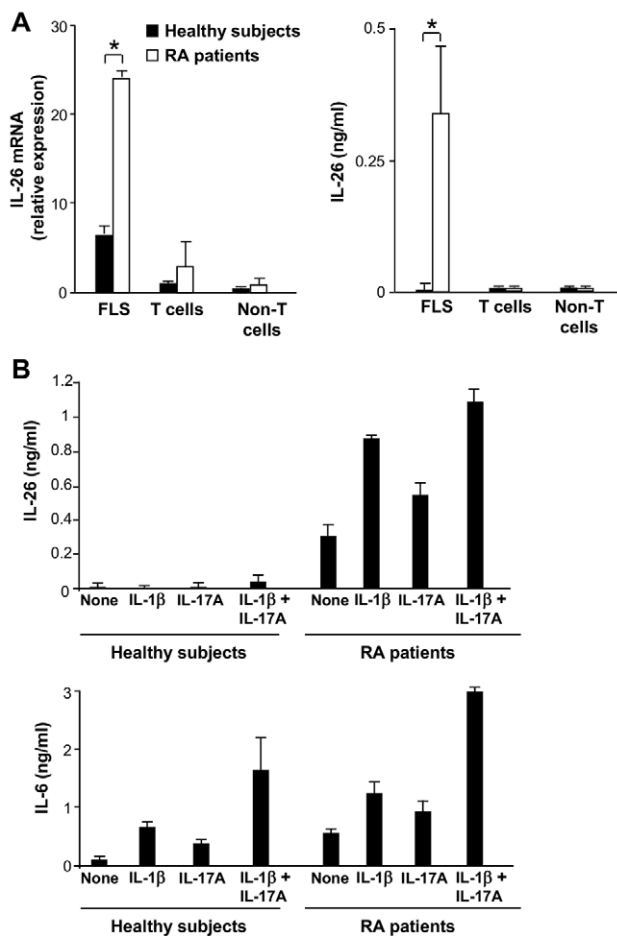 A
Healthy subjects
RA patients
IL-26 mRNA
(relative expression)
30
20
10
0
*
FLS
T cells
Non-T
cells
IL-26 (ng/ml)
0.5
0.25
0
*
FLS
T cells
Non-T
cells
B
IL-26 (ng/ml)
1.2
1
0.8
0.6
0.4
0.2
0
None IL-1β IL-17A IL-1β +
IL-17A
None IL-1β IL-17A IL-1β +
IL-17A
Healthy subjects
RA patients
IL-6 (ng/ml)
3
2
1
0
None IL-1β IL-17A IL-1β +
IL-17A
None IL-1β IL-17A IL-1β +
IL-17A
Healthy subjects
RA patients